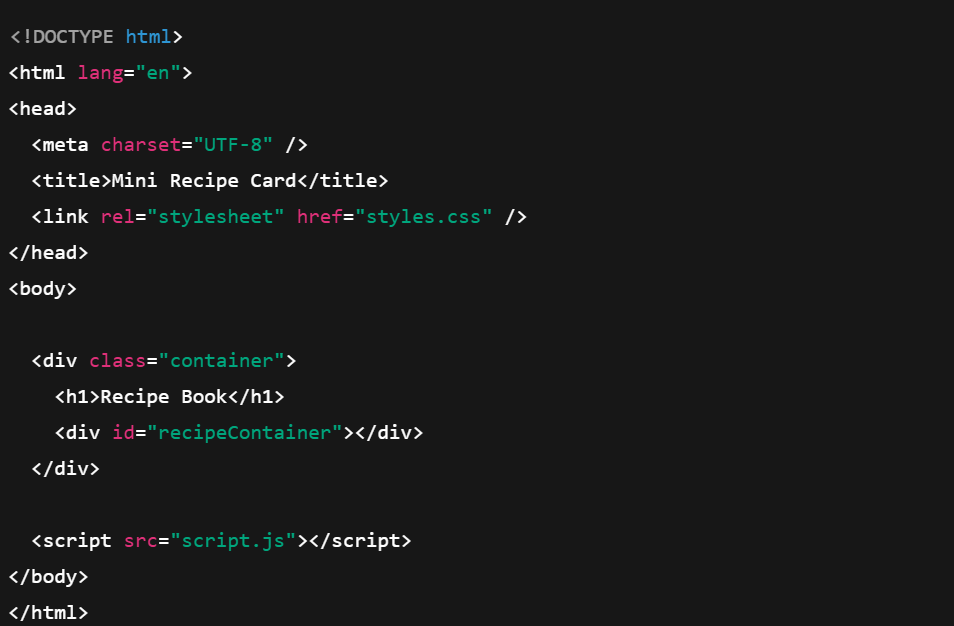 <!DOCTYPE html>
<html lang="en">
<head>
  <meta charset="UTF-8" />
  <title>Mini Recipe Card</title>
  <link rel="stylesheet" href="styles.css" />
</head>
<body>

  <div class="container">
    <h1>Recipe Book</h1>
    <div id="recipeContainer"></div>
  </div>

  <script src="script.js"></script>
</body>
</html>